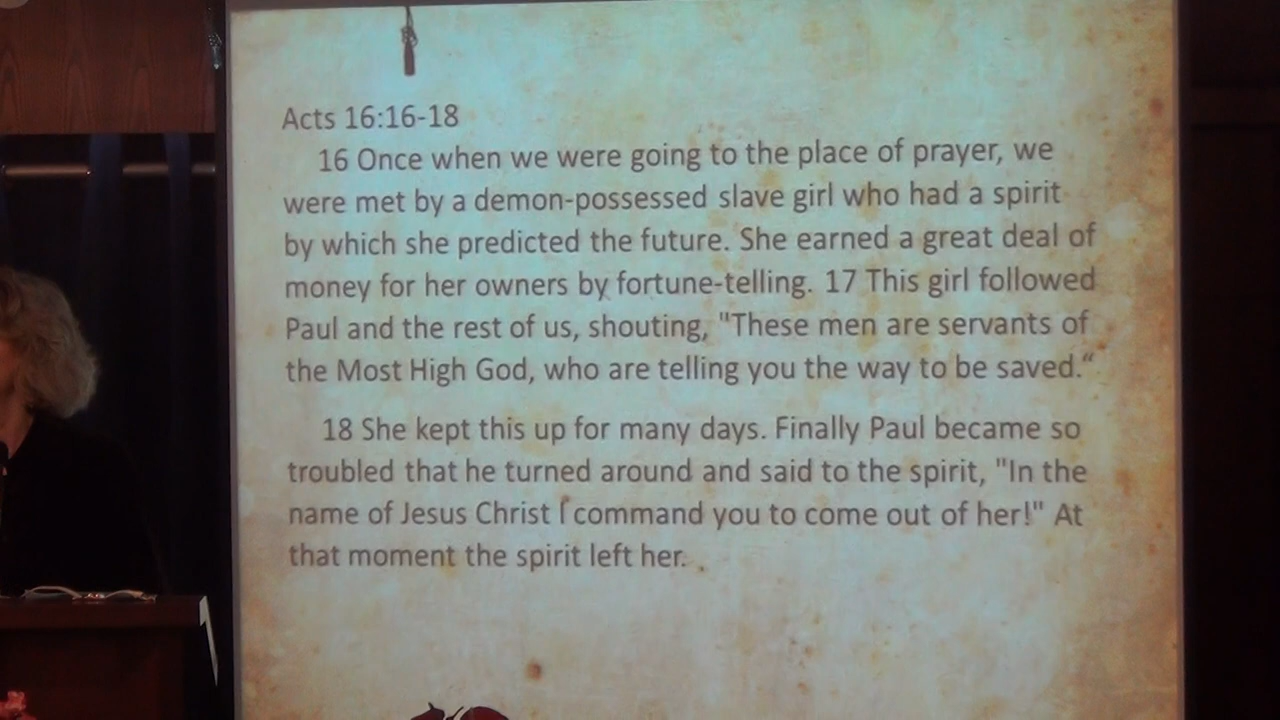 Acts 16:16-18
16 Once when we were going to the place of prayer, we
were met by a demon-possessed slave girl who had a spirit
by which she predicted the future. She earned a great deal of
money for her owners by fortune-telling. 17 This girl followed
Paul and the rest of us, shouting, "These men are servants of
the Most High God, who are telling you the way to be saved.“
18 She kept this up for many days. Finally Paul became so
troubled that he turned around and said to the spirit, "In the
name of Jesus Christ I command you to come out of her!" At
that moment the spirit left her.